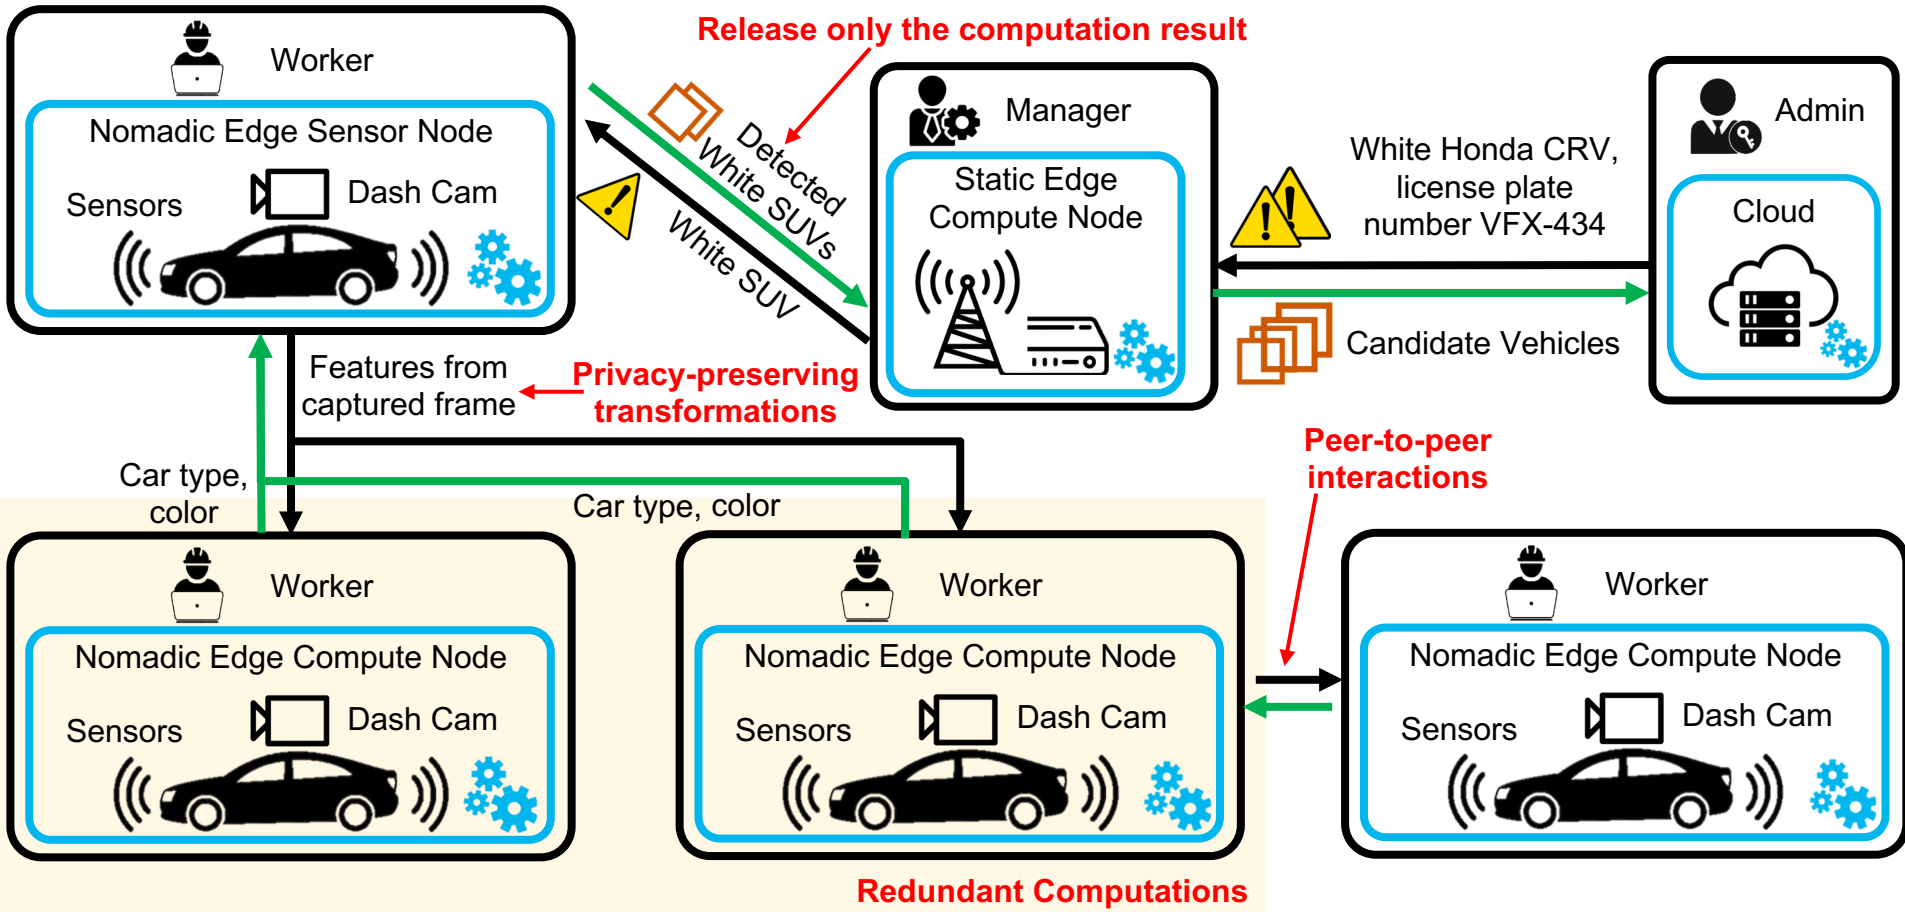 Release only the computation result
Worker
Nomadic Edge Sensor Node
Sensors
Dash Cam
Detected
White SUVs
White SUV
Manager
Static Edge
Compute Node
White Honda CRV,
license plate
number VFX-434
Candidate Vehicles
Admin
Cloud
Features from
captured frame
Privacy-preserving
transformations
Car type,
color
Car type, color
Peer-to-peer
interactions
Worker
Nomadic Edge Compute Node
Sensors
Dash Cam
Worker
Nomadic Edge Compute Node
Sensors
Dash Cam
Worker
Nomadic Edge Compute Node
Sensors
Dash Cam
Redundant Computations